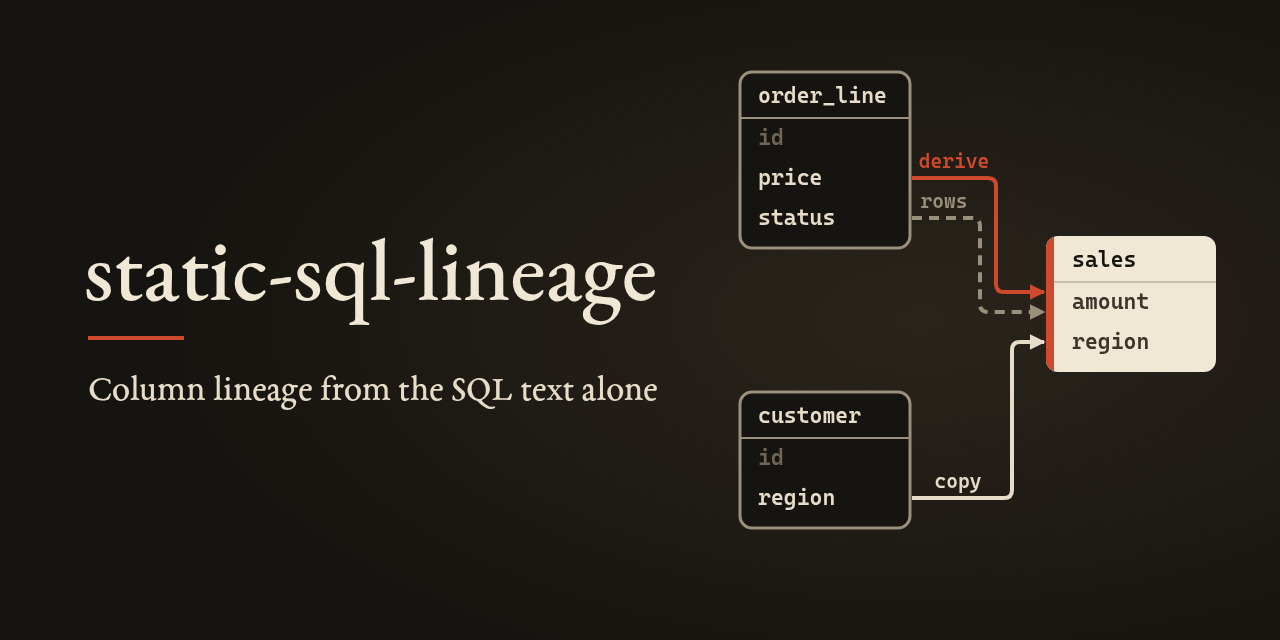 static-sql-lineage
Column lineage from the SQL text alone
order_line
id
price
status
derive
rows
sales
amount
region
customer
id
region
copy